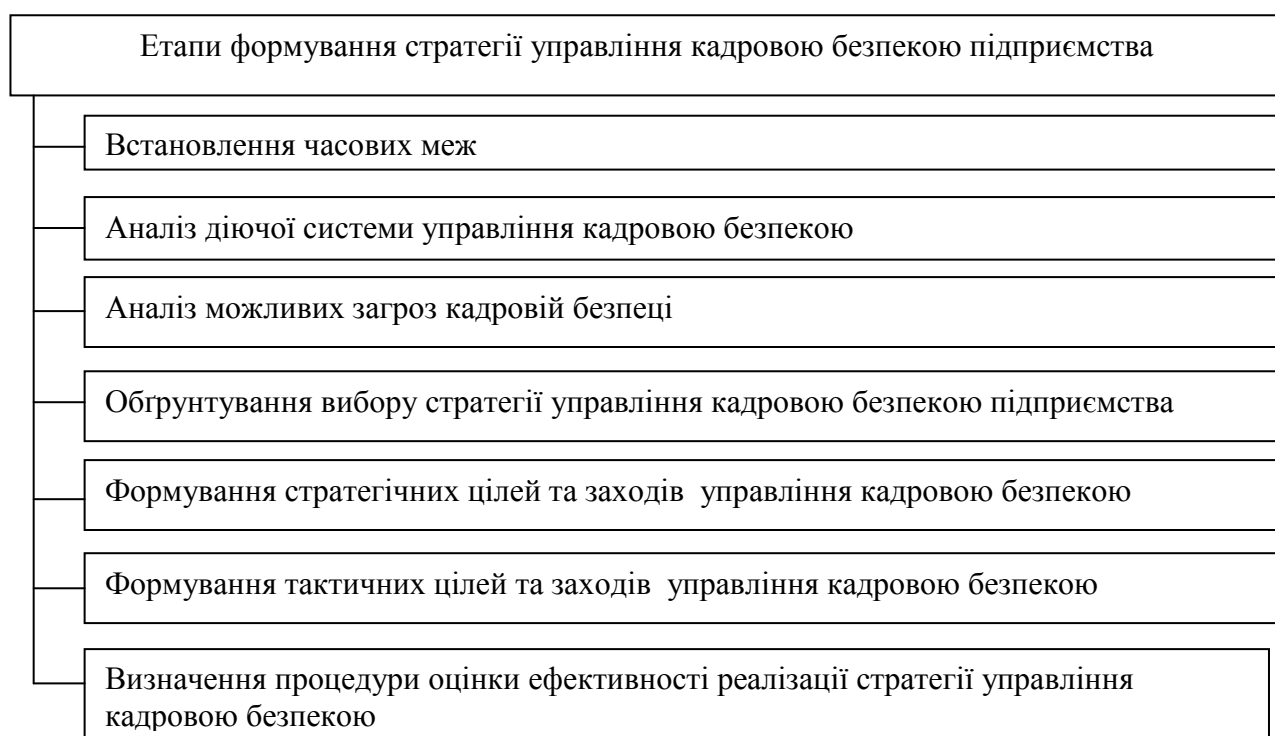 Етапи формування стратегії управління кадровою безпекою підприємства
Встановлення часових меж
Аналіз діючої системи управління кадровою безпекою
Аналіз можливих загроз кадровій безпеці
Обґрунтування вибору стратегії управління кадровою безпекою підприємства
Формування стратегічних цілей та заходів  управління кадровою безпекою
Формування тактичних цілей та заходів  управління кадровою безпекою
Визначення процедури оцінки ефективності реалізації стратегії управління
кадровою безпекою